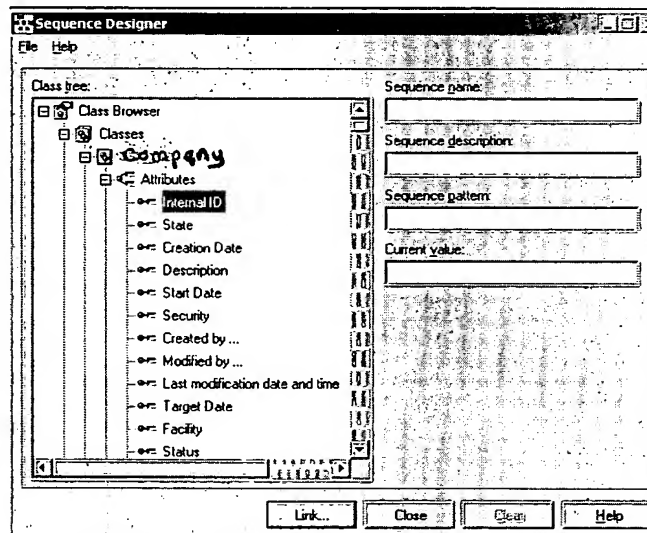 Sequence Designer
File Help
Class tree:
Class Browser
Classes
Company
Attributes
Internal ID
State
Creation Date
Description
Start Date
Security
Created by ...
Modified by ...
Last modification date and time
Target Date
Facility
Status
Sequence name:
Sequence description:
Sequence pattern:
Current value:
Link...
Close
Clear
Help